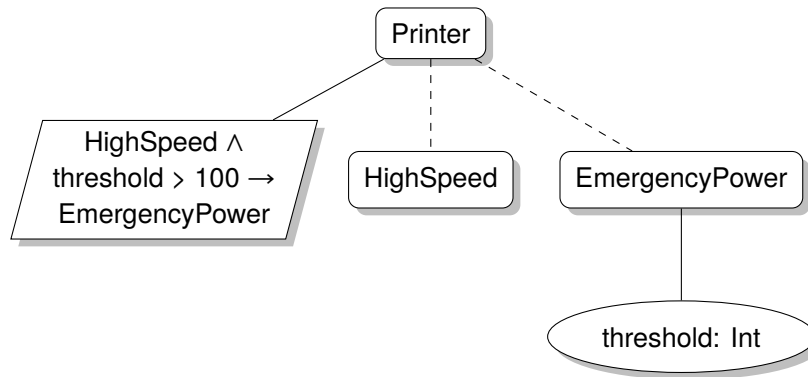 Printer
HighSpeed ∧
threshold > 100 →
EmergencyPower
HighSpeed
EmergencyPower
threshold: Int